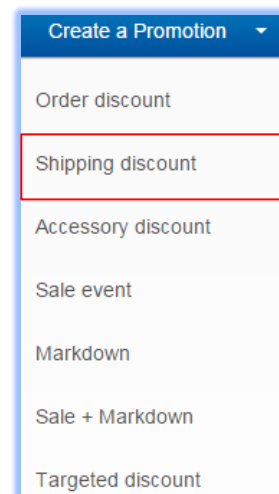 Create a Promotion
Order discount
Shipping discount
Accessory discount
Sale event
Markdown
Sale + Markdown
Targeted discount